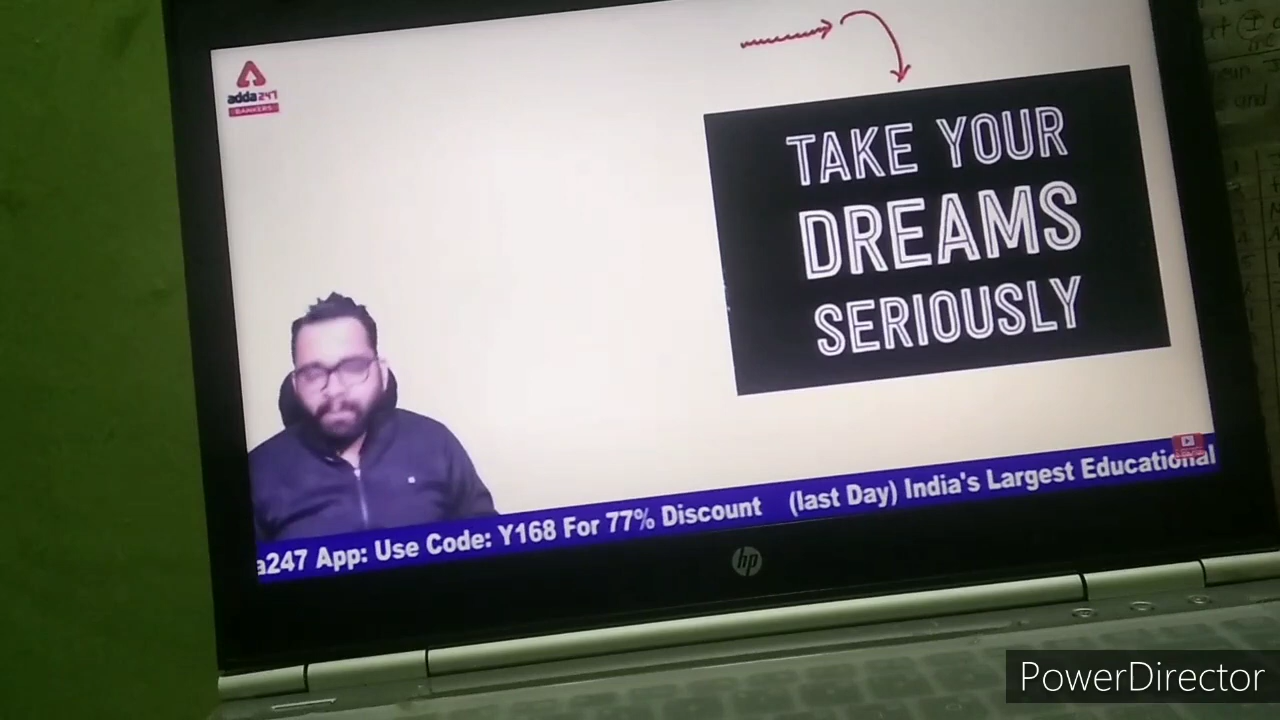 adda247
BANKERS
TAKE YOUR
DREAMS
SERIOUSLY
a247 App: Use Code: Y168 For 77% Discount (last Day) India's Largest Educational
hp
PowerDirector